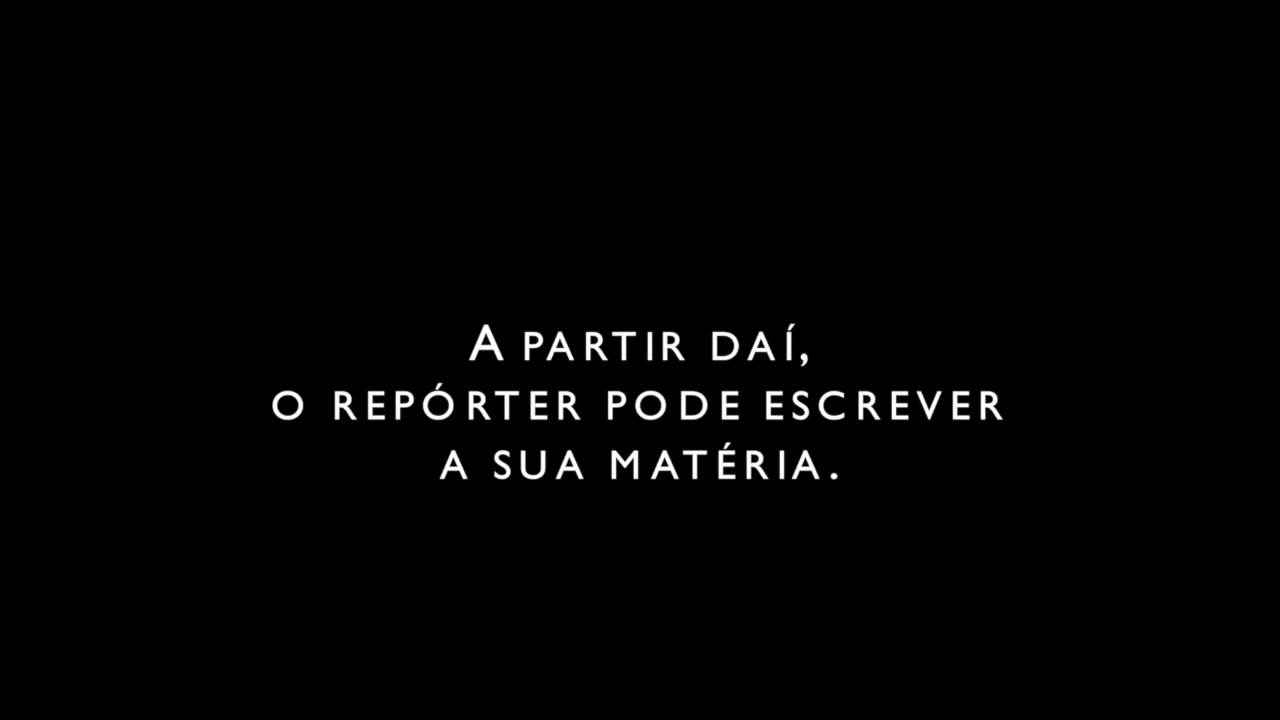 A PARTIR DAÍ,
O REPÓRTER PODE ESCREVER
A SUA MATÉRIA.